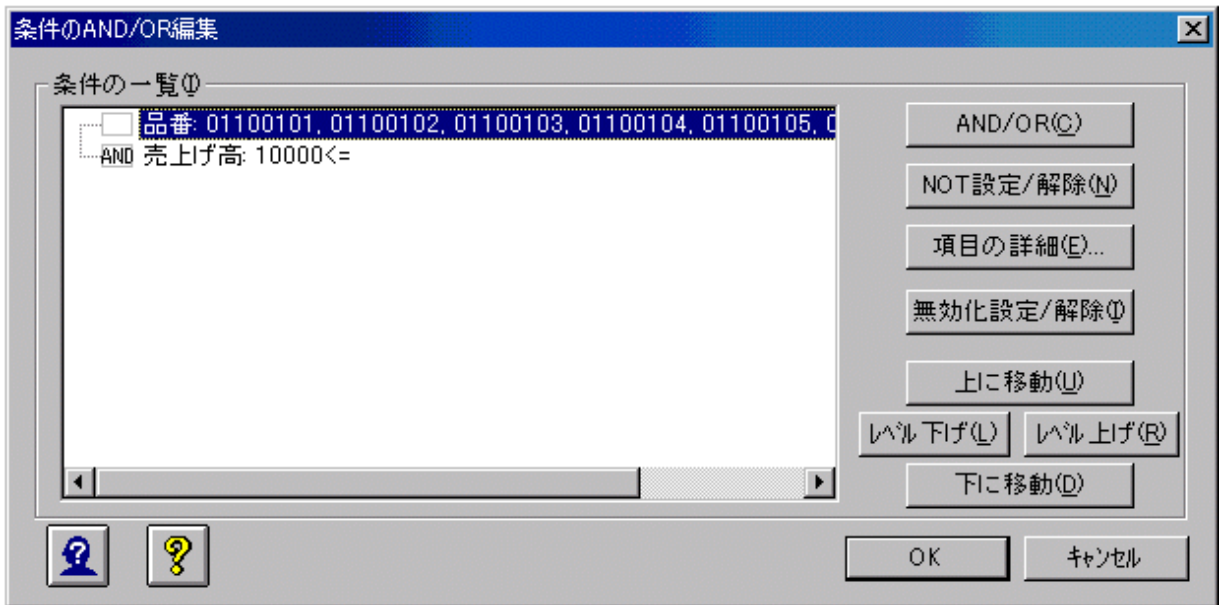 条件のAND/OR編集
条件の一覧(I)
品番: 01100101, 01100102, 01100103, 01100104, 01100105, 0
AND 売上げ高: 10000<=
AND/OR(C)
NOT設定/解除(N)
項目の詳細(E)...
無効化設定/解除(I)
上に移動(U)
レベル下げ(L)
レベル上げ(R)
下に移動(D)
OK
キャンセル